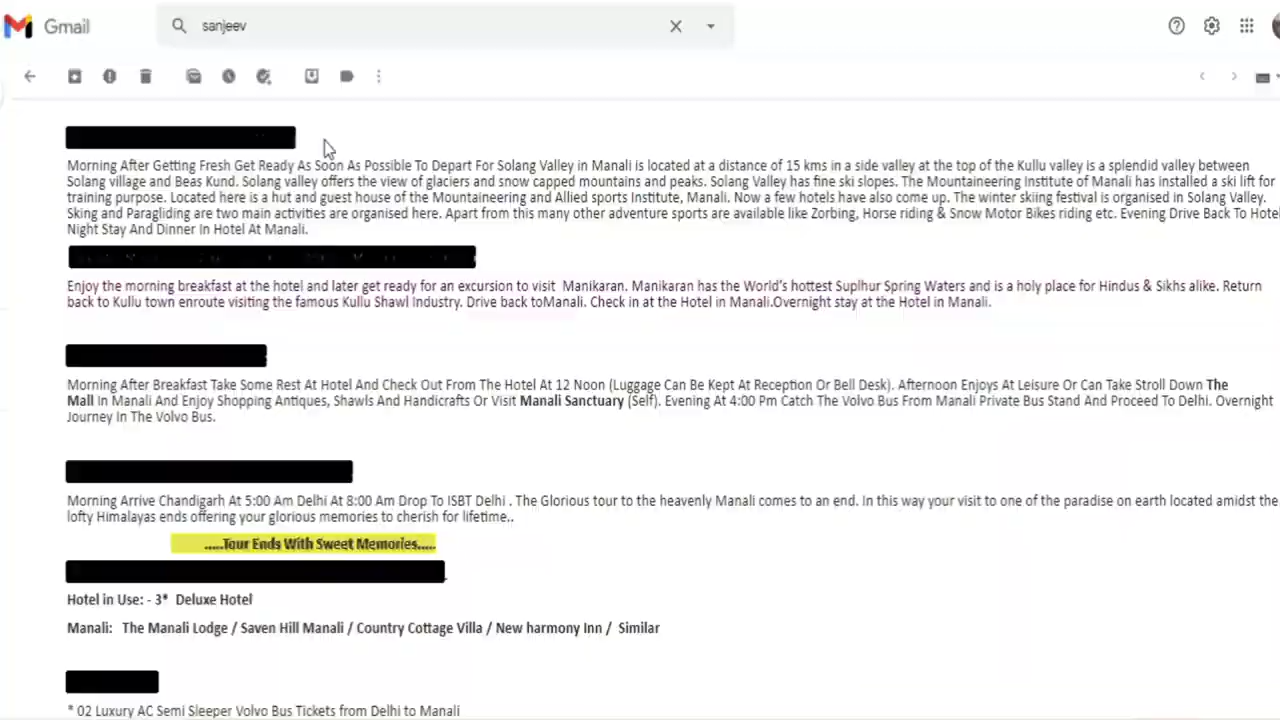 Gmail
sanjeev
Morning After Getting Fresh Get Ready As Soon As Possible To Depart For Solang Valley in Manali is located at a distance of 15 kms in a side valley at the top of the Kullu valley is a splendid valley between
Solang village and Beas Kund. Solang valley offers the view of glaciers and snow capped mountains and peaks. Solang Valley has fine ski slopes. The Mountaineering Institute of Manali has installed a ski lift for
training purpose. Located here is a hut and guest house of the Mountaineering and Allied sports Institute, Manali. Now a few hotels have also come up. The winter skiing festival is organised in Solang Valley.
Sking and Paragliding are two main activities are organised here. Apart from this many other adventure sports are available like Zorbing, Horse riding & Snow Motor Bikes riding etc. Evening Drive Back To Hotel
Night Stay And Dinner In Hotel At Manali.
Enjoy the morning breakfast at the hotel and later get ready for an excursion to visit Manikaran. Manikaran has the World's hottest Suplhur Spring Waters and is a holy place for Hindus & Sikhs alike. Return
back to Kullu town enroute visiting the famous Kullu Shawl Industry. Drive back toManali. Check in at the Hotel in Manali.Overnight stay at the Hotel in Manali.
Morning After Breakfast Take Some Rest At Hotel And Check Out From The Hotel At 12 Noon (Luggage Can Be Kept At Reception Or Bell Desk). Afternoon Enjoys At Leisure Or Can Take Stroll Down The
Mall In Manali And Enjoy Shopping Antiques, Shawls And Handicrafts Or Visit Manali Sanctuary (Self). Evening At 4:00 Pm Catch The Volvo Bus From Manali Private Bus Stand And Proceed To Delhi. Overnight
Journey In The Volvo Bus.
Morning Arrive Chandigarh At 5:00 Am Delhi At 8:00 Am Drop To ISBT Delhi . The Glorious tour to the heavenly Manali comes to an end. In this way your visit to one of the paradise on earth located amidst the
lofty Himalayas ends offering your glorious memories to cherish for lifetime..
.....Tour Ends With Sweet Memories.....
Hotel in Use: - 3* Deluxe Hotel
Manali: The Manali Lodge / Saven Hill Manali / Country Cottage Villa / New harmony Inn / Similar
* 02 Luxury AC Semi Sleeper Volvo Bus Tickets from Delhi to Manali